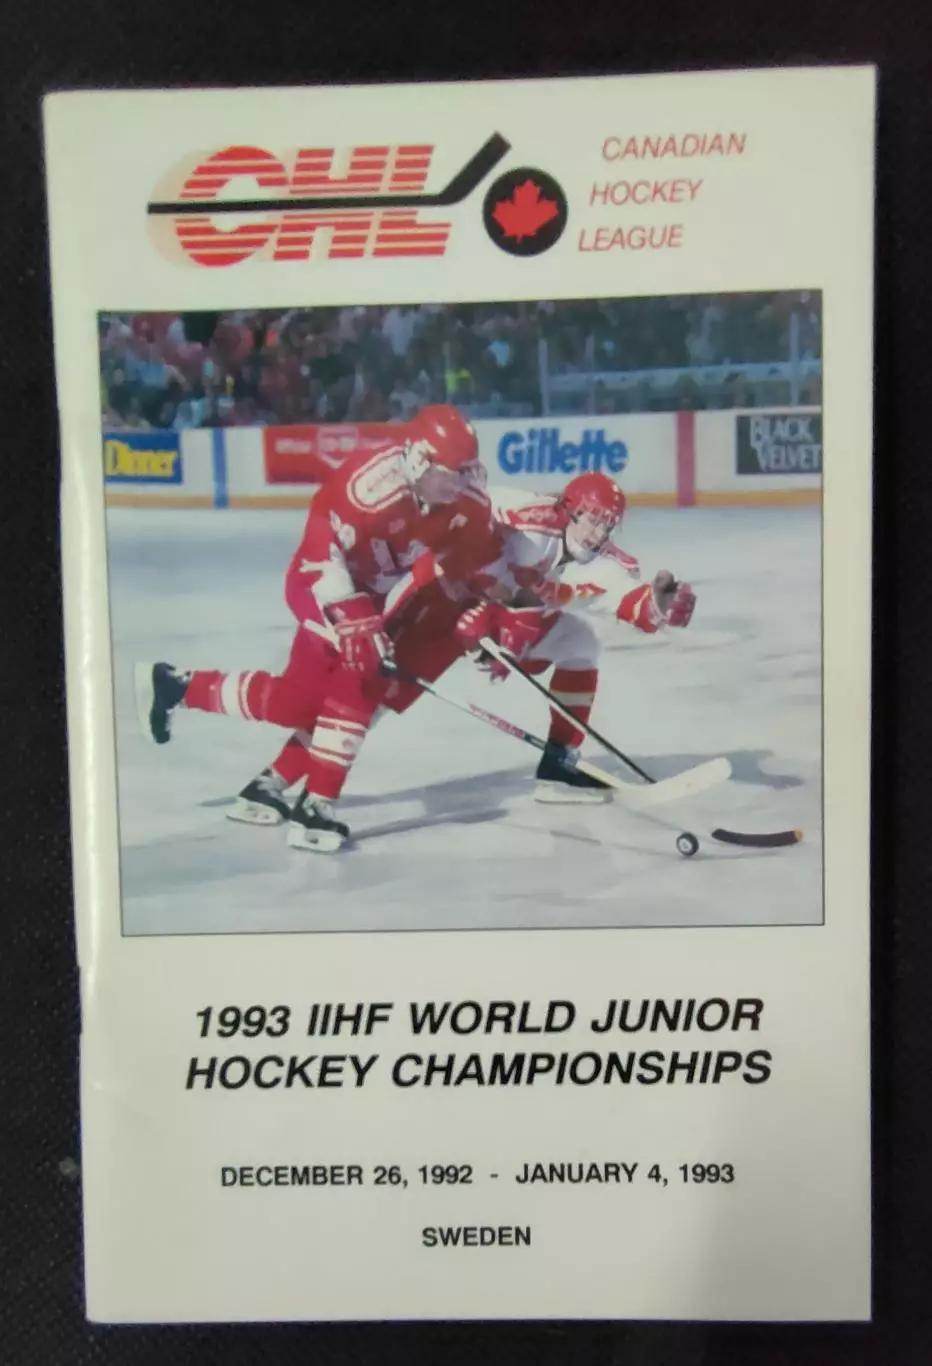 CHL
CANADIAN
HOCKEY
LEAGUE
Dinner
Gillette
BLACK
VELVET
1993 IIHF WORLD JUNIOR
HOCKEY CHAMPIONSHIPS
DECEMBER 26, 1992 - JANUARY 4, 1993
SWEDEN